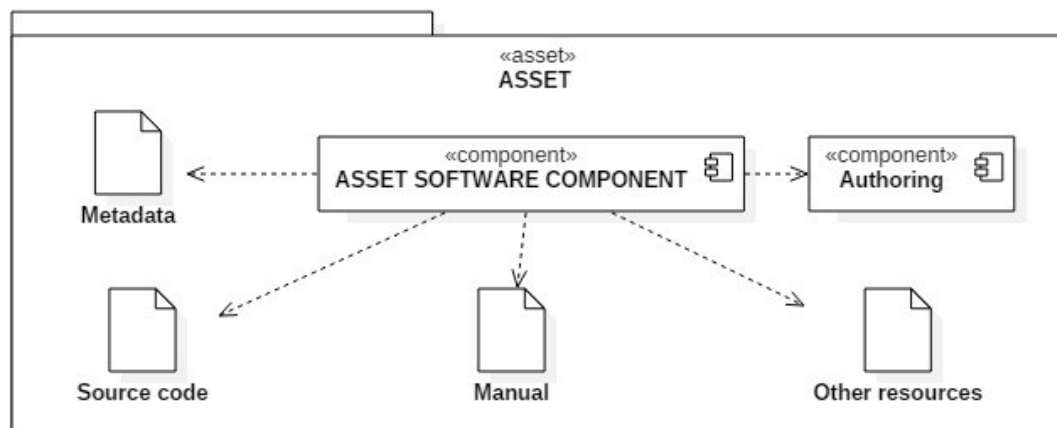 «asset»
ASSET
«component»
ASSET SOFTWARE COMPONENT
«component»
Authoring
Metadata
Source code
Manual
Other resources